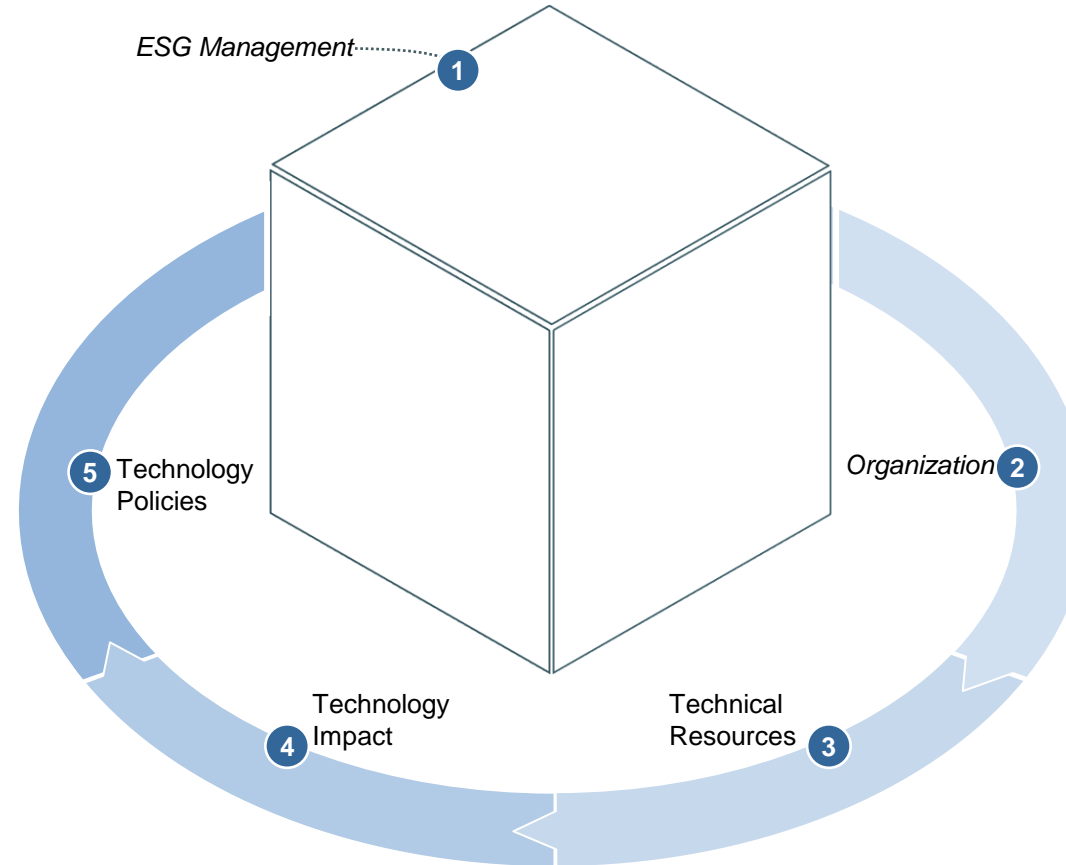 ESG Management
1
Organization 2
5 Technology
Policies
Technology
Impact
4
Technical
Resources
3